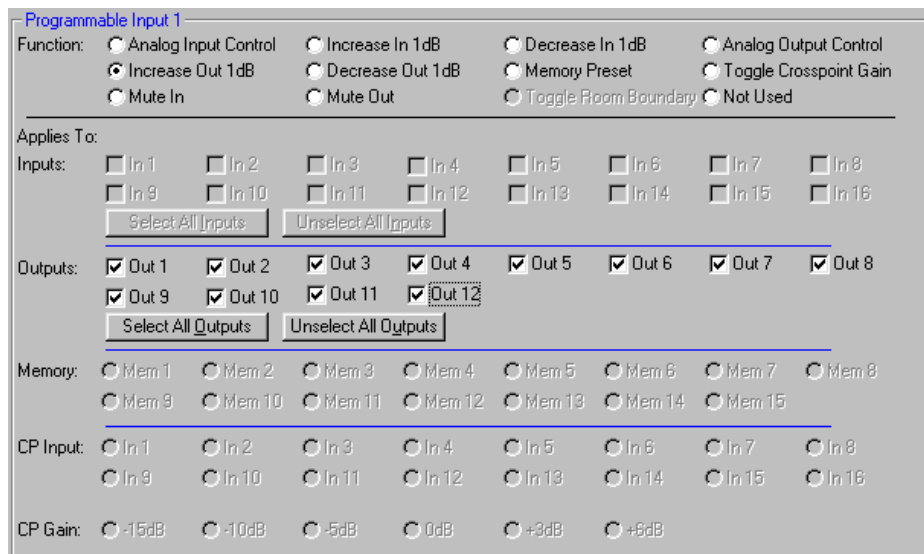 Programmable Input 1
Function: Analog Input Control Increase In 1dB Decrease In 1dB Analog Output Control
Increase Out 1dB Decrease Out 1dB Memory Preset Toggle Crosspoint Gain
Mute In Mute Out Toggle Room Boundary Not Used
Applies To:
Inputs: In 1 In 2 In 3 In 4 In 5 In 6 In 7 In 8
In 9 In 10 In 11 In 12 In 13 In 14 In 15 In 16
Select All Inputs Unselect All Inputs
Outputs: Out 1 Out 2 Out 3 Out 4 Out 5 Out 6 Out 7 Out 8
Out 9 Out 10 Out 11 Out 12
Select All Outputs Unselect All Outputs
Memory: Mem 1 Mem 2 Mem 3 Mem 4 Mem 5 Mem 6 Mem 7 Mem 8
Mem 9 Mem 10 Mem 11 Mem 12 Mem 13 Mem 14 Mem 15
CP Input: In 1 In 2 In 3 In 4 In 5 In 6 In 7 In 8
In 9 In 10 In 11 In 12 In 13 In 14 In 15 In 16
CP Gain: -15dB -10dB -5dB 0dB +3dB +6dB